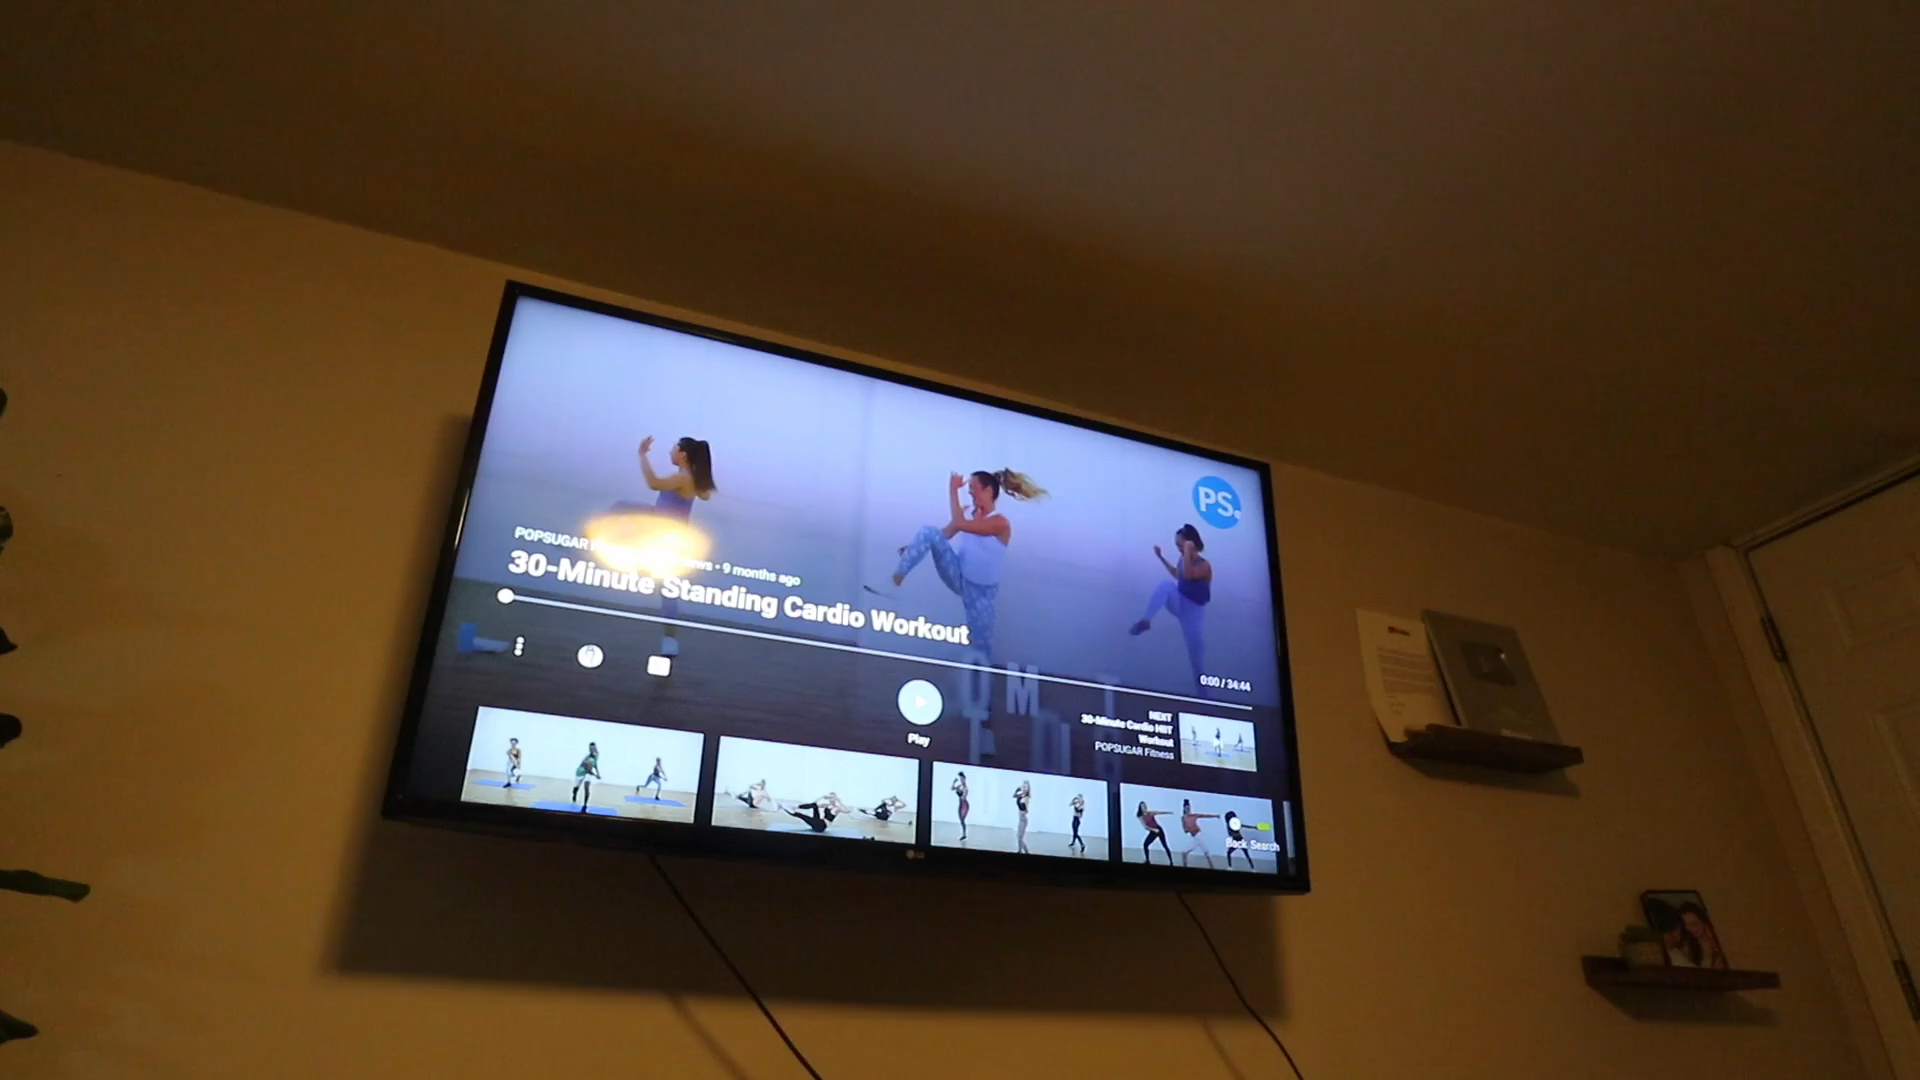 PS.
POPSUGAR
9 months ago
30-Minute Standing Cardio Workout
0:00 / 34:44
Play
NEXT
30-Minute Cardio HIIT
Workout
POPSUGAR Fitness
Back Search
LG